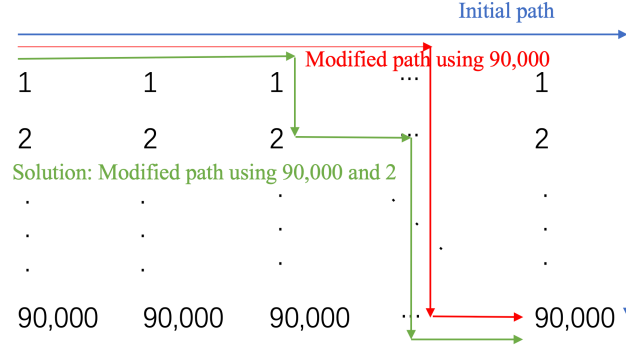 Initial path
Modified path using 90,000
1 1 1 ... 1
2 2 2 ... 2
Solution: Modified path using 90,000 and 2
. . . . .
. . . . .
. . . . .
90,000 90,000 90,000 ... 90,000